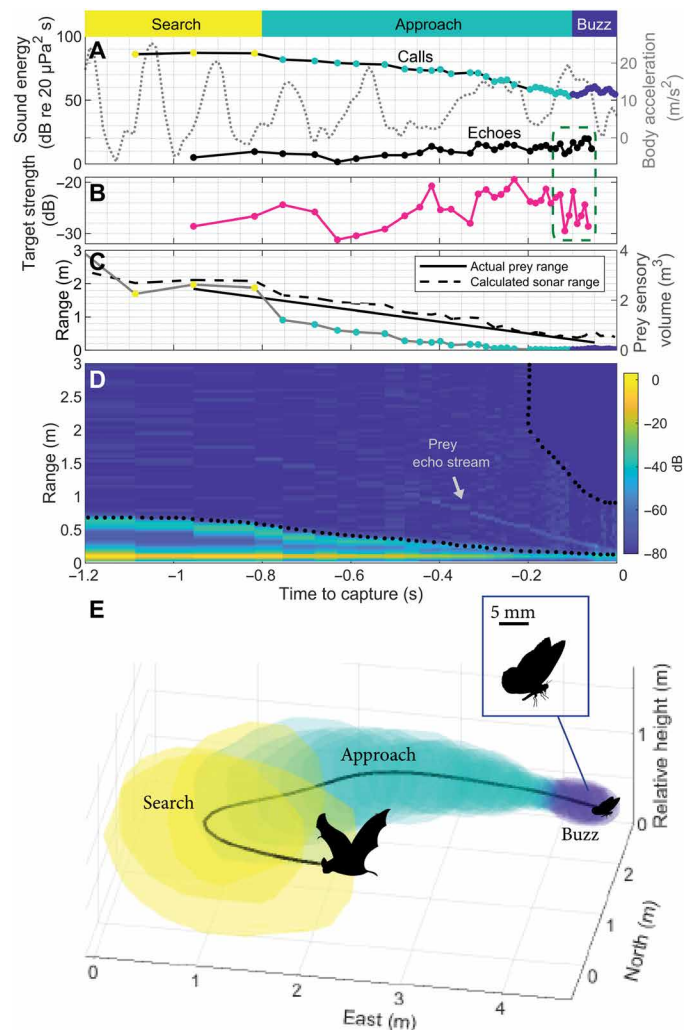 Search Approach Buzz
A
100
50
0
Sound energy
(dB re 20 µPa² s)
Calls
Echoes
20
10
0
Body acceleration
(m/s²)
B
−20
−30
Target strength
(dB)
C
3
2
1
0
Range (m)
Actual prey range
Calculated sonar range
4
2
0
Prey sensory
volume (m³)
D
3
2.5
2
1.5
1
0.5
0
Range (m)
Prey
echo stream
0
−20
−40
−60
−80
dB
−1.2 −1 −0.8 −0.6 −0.4 −0.2 0
Time to capture (s)
E
5 mm
Search
Approach
Buzz
1
0
Relative height (m)
2
1
0
North (m)
0 1 2 3 4
East (m)